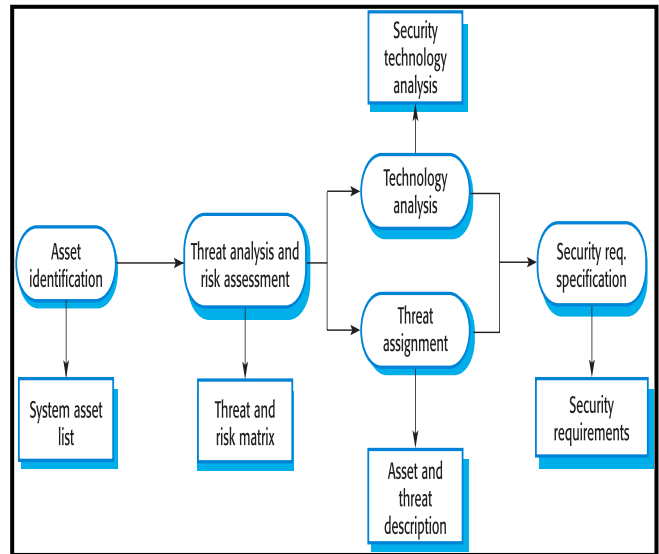 Security
technology
analysis
Technology
analysis
Asset
identification
Threat analysis and
risk assessment
Security req.
specification
Threat
assignment
System asset
list
Threat and
risk matrix
Security
requirements
Asset and
threat
description